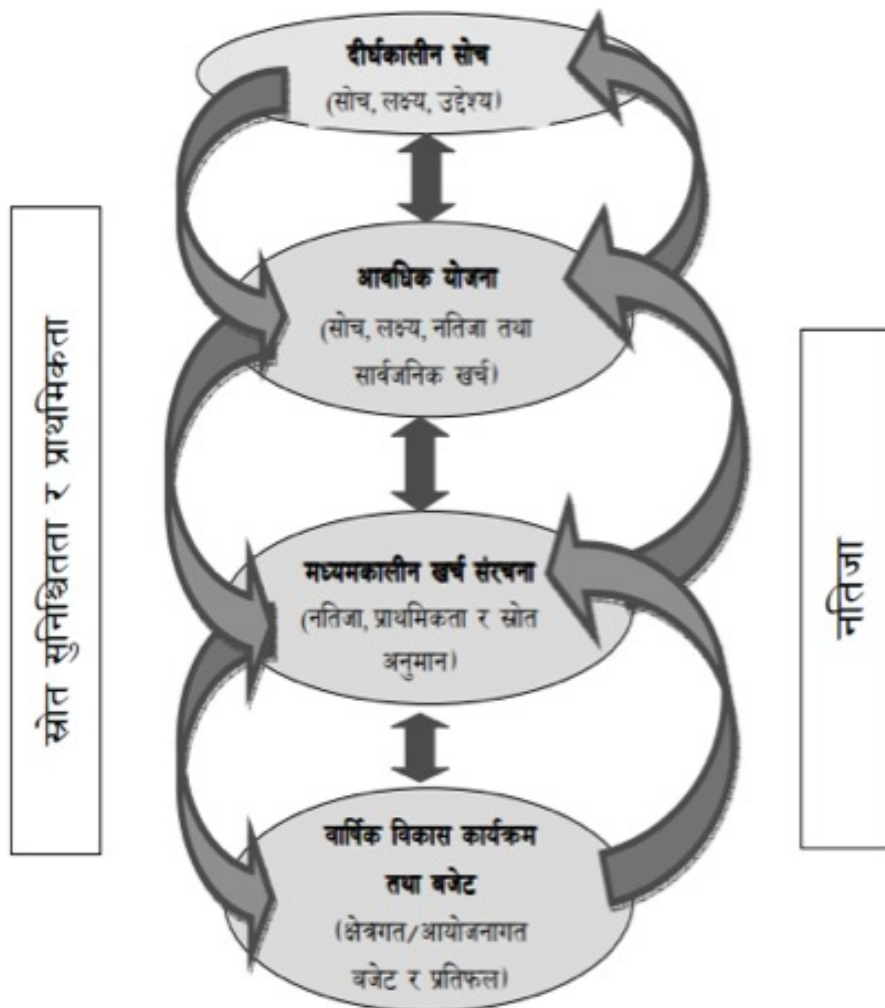 दीर्घकालीन सोच
(सोच, लक्ष्य, उद्देश्य)
आवधिक योजना
(सोच, लक्ष्य, नतिजा तथा
सार्वजनिक खर्च)
मध्यमकालीन खर्च संरचना
(नतिजा, प्राथमिकता र स्रोत
अनुमान)
वार्षिक विकास कार्यक्रम
तथा बजेट
(क्षेत्रगत/आयोजनागत
बजेट र प्रतिफल)
स्रोत सुनिश्चितता र प्राथमिकता
नतिजा